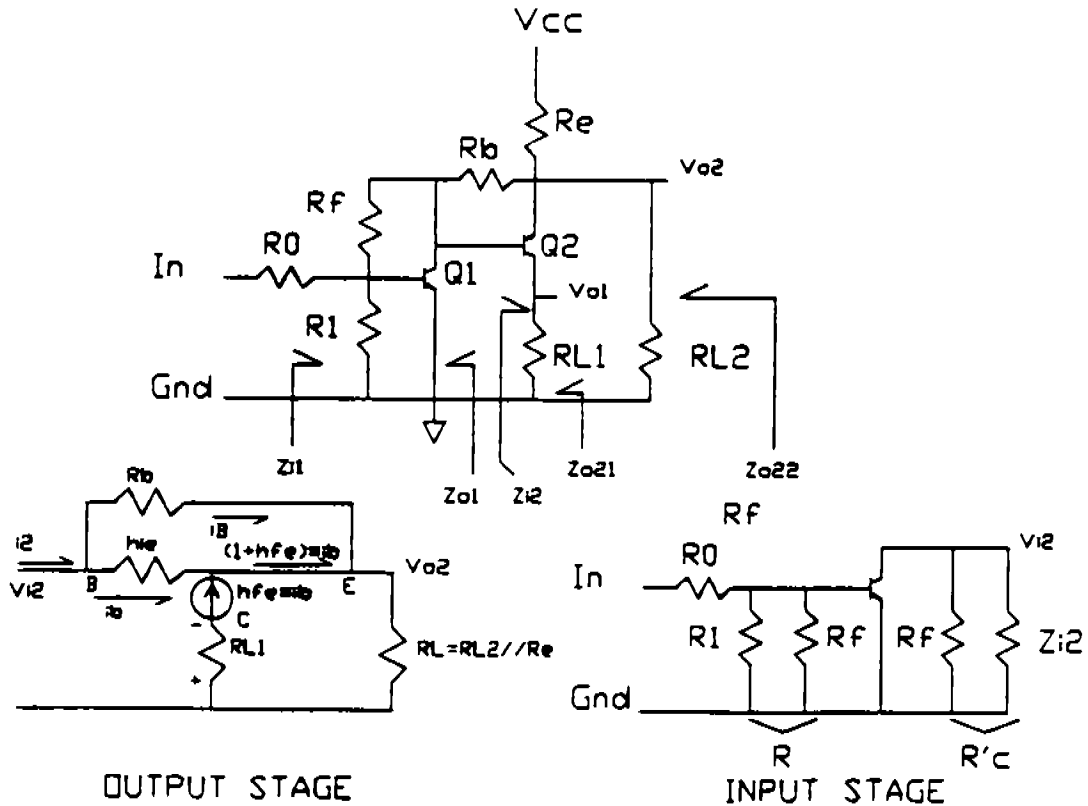 Vcc
Re
Rb
Vo2
Rf
R0
Q2
In
Q1
Vo1
R1
RL1
RL2
Gnd
Zi1
Zo1
Zi2
Zo21
Zo22
Rb
iB
i2
hie
(1+hfe)*ib
Vi2
B
E
Vo2
ib
hfe*ib
C
-
RL1
+
RL=RL2//Re
OUTPUT STAGE
Rf
R0
Vi2
In
R1
Rf
Rf
Zi2
Gnd
R
R'c
INPUT STAGE